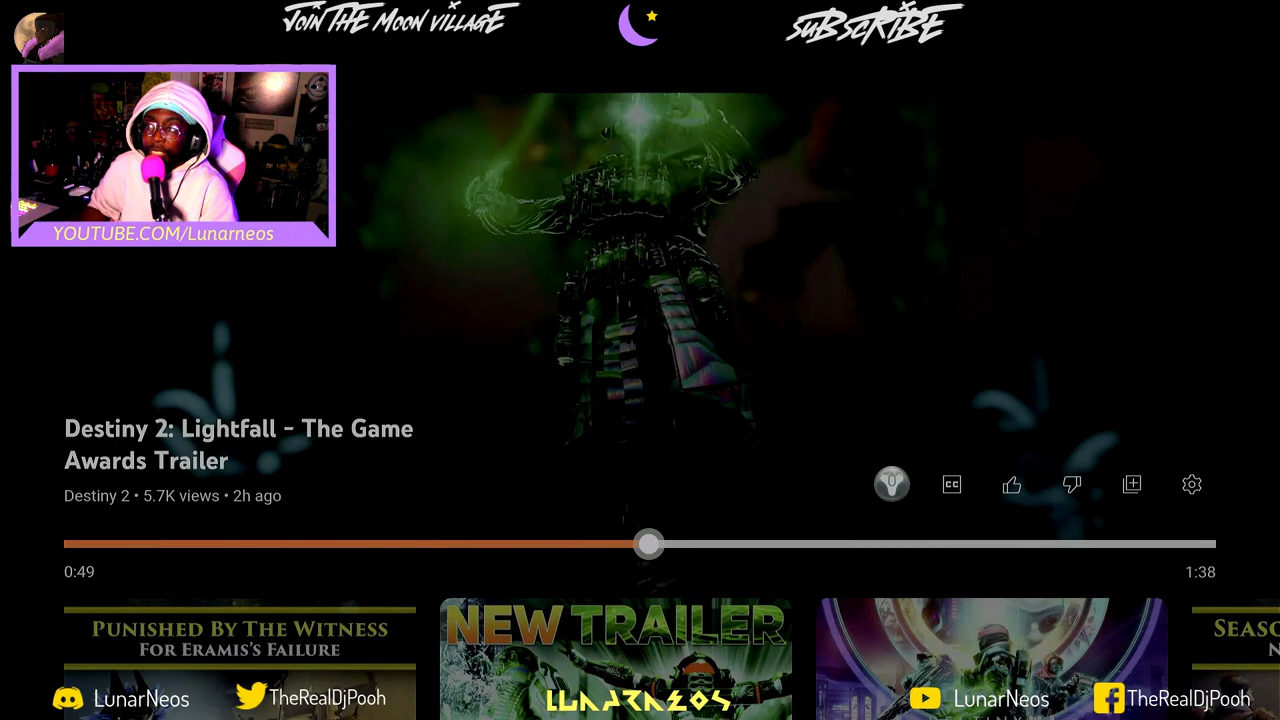 JOIN THE MOON VILLAGE
SUBSCRIBE
YOUTUBE.COM/Lunarneos
Destiny 2: Lightfall - The Game
Awards Trailer
Destiny 2 • 5.7K views • 2h ago
CC
0:49
1:38
PUNISHED BY THE WITNESS
FOR ERAMIS'S FAILURE
NEW TRAILER
LunarNeos
TheRealDjPooh
LUNARNEOS
LunarNeos
TheRealDjPooh